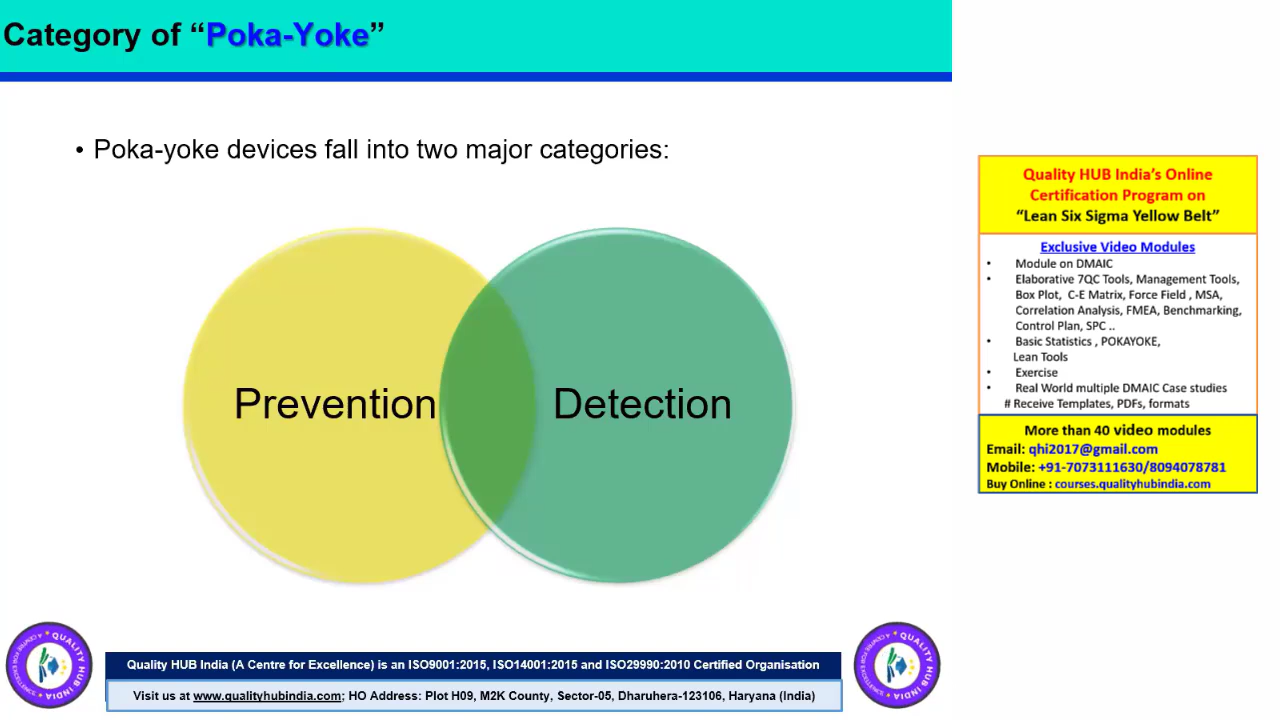 Category of “Poka-Yoke”
• Poka-yoke devices fall into two major categories:
Prevention
Detection
Quality HUB India’s Online
Certification Program on
“Lean Six Sigma Yellow Belt”
Exclusive Video Modules
• Module on DMAIC
• Elaborative 7QC Tools, Management Tools,
Box Plot, C-E Matrix, Force Field , MSA,
Correlation Analysis, FMEA, Benchmarking,
Control Plan, SPC ..
• Basic Statistics , POKAYOKE,
Lean Tools
• Exercise
• Real World multiple DMAIC Case studies
# Receive Templates, PDFs, formats
More than 40 video modules
Email: qhi2017@gmail.com
Mobile: +91-7073111630/8094078781
Buy Online : courses.qualityhubindia.com
QUALITY HUB INDIA
Quality HUB India (A Centre for Excellence) is an ISO9001:2015, ISO14001:2015 and ISO29990:2010 Certified Organisation
Visit us at www.qualityhubindia.com; HO Address: Plot H09, M2K County, Sector-05, Dharuhera-123106, Haryana (India)
QUALITY HUB INDIA